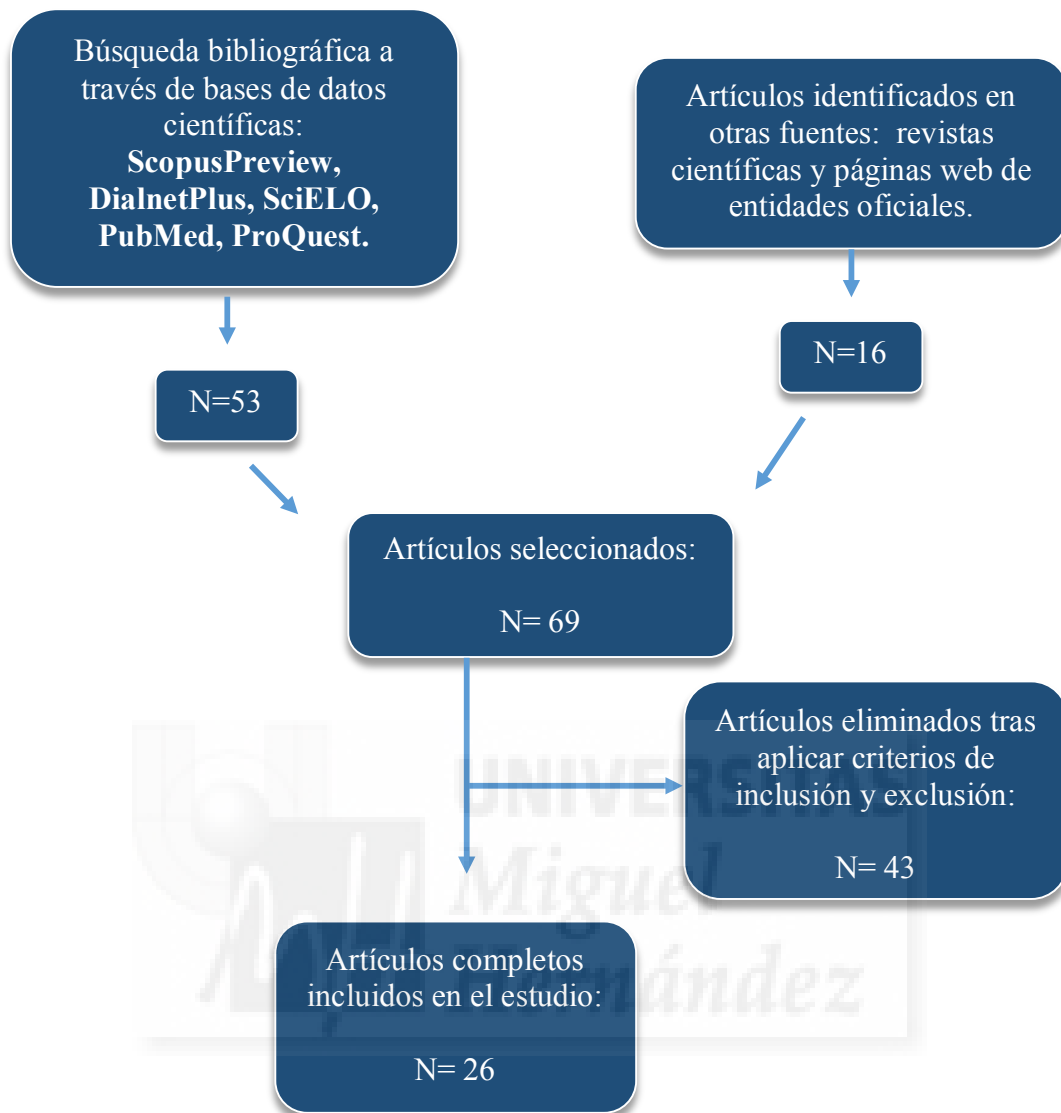 Búsqueda bibliográfica a
través de bases de datos
científicas:
ScopusPreview,
DialnetPlus, SciELO,
PubMed, ProQuest.
Artículos identificados en
otras fuentes: revistas
científicas y páginas web de
entidades oficiales.
N=53
N=16
Artículos seleccionados:
N= 69
Artículos eliminados tras
aplicar criterios de
inclusión y exclusión:
N= 43
Artículos completos
incluidos en el estudio:
N= 26
UNIVERSITAS
Miguel
Hernández